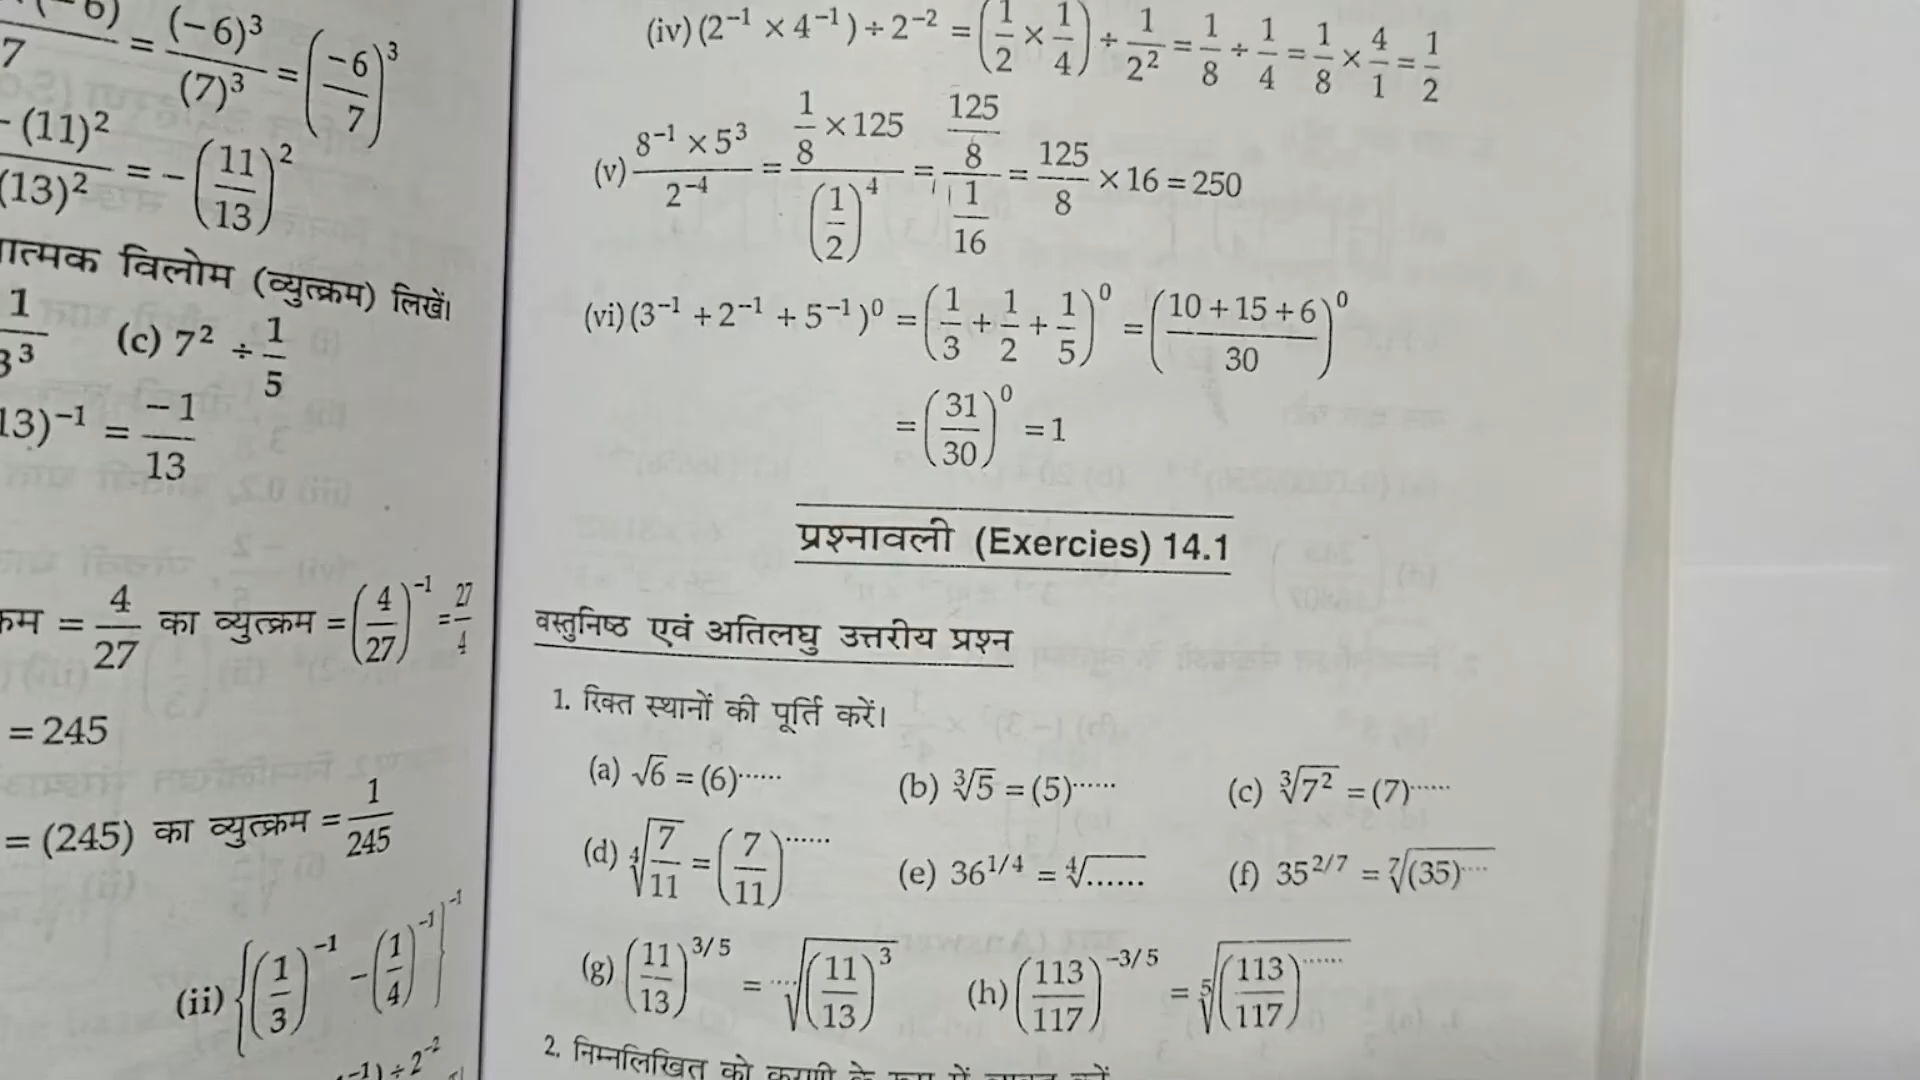 7 = (−6)³/(7)³ = (−6/7)³
−(11)²/(13)² = −(11/13)²
विलोम (व्युत्क्रम) लिखें।
(c) 7² ÷ 1/5
13)⁻¹ = −1/13
= 4/27 का व्युत्क्रम = (4/27)⁻¹ = 27/4
= 245
= (245) का व्युत्क्रम = 1/245
(ii) {(1/3)⁻¹ − (1/4)⁻¹}⁻¹
⁻¹) ÷ 2⁻²
(iv) (2⁻¹ × 4⁻¹) ÷ 2⁻² = (1/2 × 1/4) ÷ 1/2² = 1/8 ÷ 1/4 = 1/8 × 4/1 = 1/2
(v) (8⁻¹ × 5³)/2⁻⁴ = (1/8 × 125)/(1/2)⁴ = (125/8)/(1/16) = 125/8 × 16 = 250
(vi) (3⁻¹ + 2⁻¹ + 5⁻¹)⁰ = (1/3 + 1/2 + 1/5)⁰ = ((10 + 15 + 6)/30)⁰
= (31/30)⁰ = 1
प्रश्नावली (Exercies) 14.1
वस्तुनिष्ठ एवं अतिलघु उत्तरीय प्रश्न
1. रिक्त स्थानों की पूर्ति करें।
(a) √6 = (6)······ (b) ∛5 = (5)······ (c) ∛7² = (7)······
(d) ∜(7/11) = (7/11)······ (e) 36^(1/4) = ∜...... (f) 35^(2/7) = ⁷√(35)····
(g) (11/13)^(3/5) = ····√(11/13)³ (h) (113/117)^(−3/5) = ⁵√(113/117)······
2. निम्नलिखित को करणी के रूप में